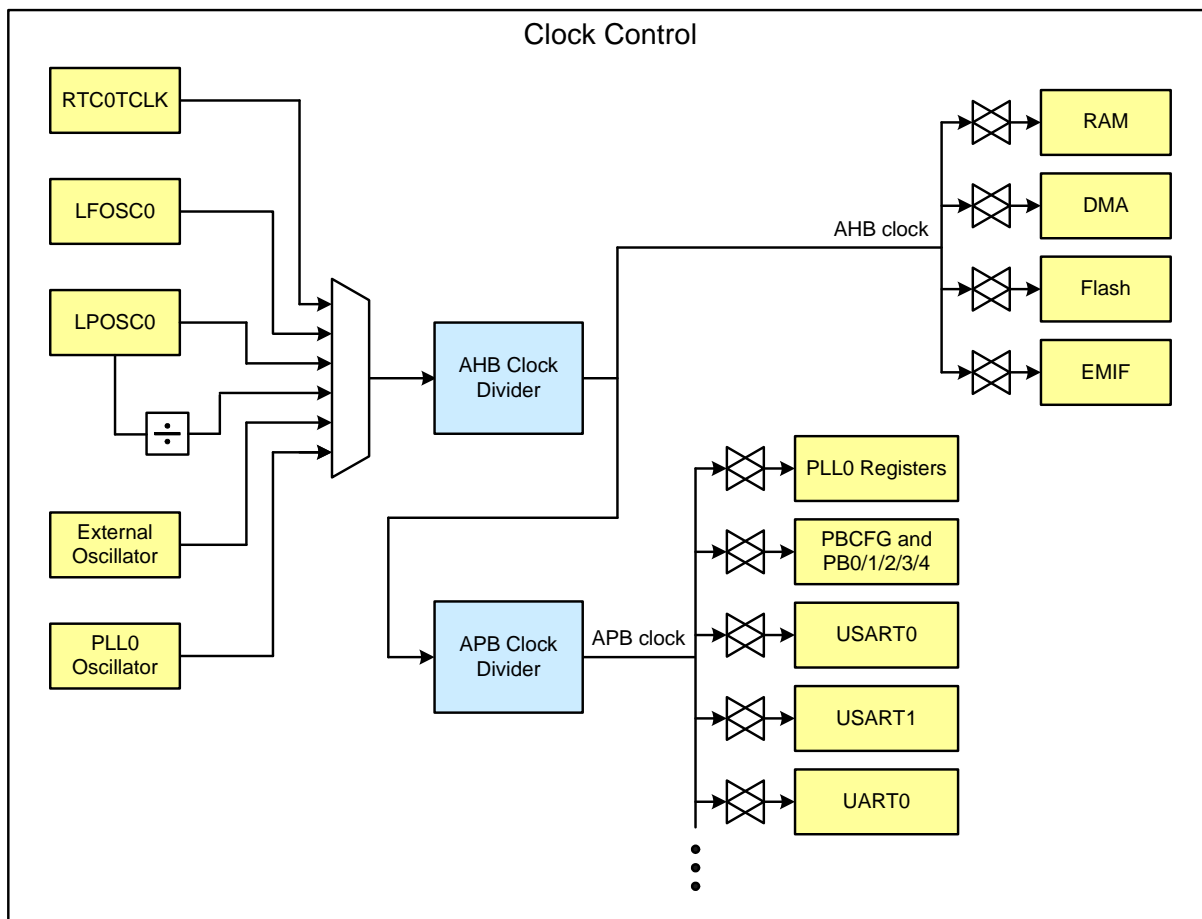 Clock Control
RTC0TCLK
LFOSC0
LPOSC0
÷
External
Oscillator
PLL0
Oscillator
AHB Clock
Divider
AHB clock
RAM
DMA
Flash
EMIF
APB Clock
Divider
APB clock
PLL0 Registers
PBCFG and
PB0/1/2/3/4
USART0
USART1
UART0